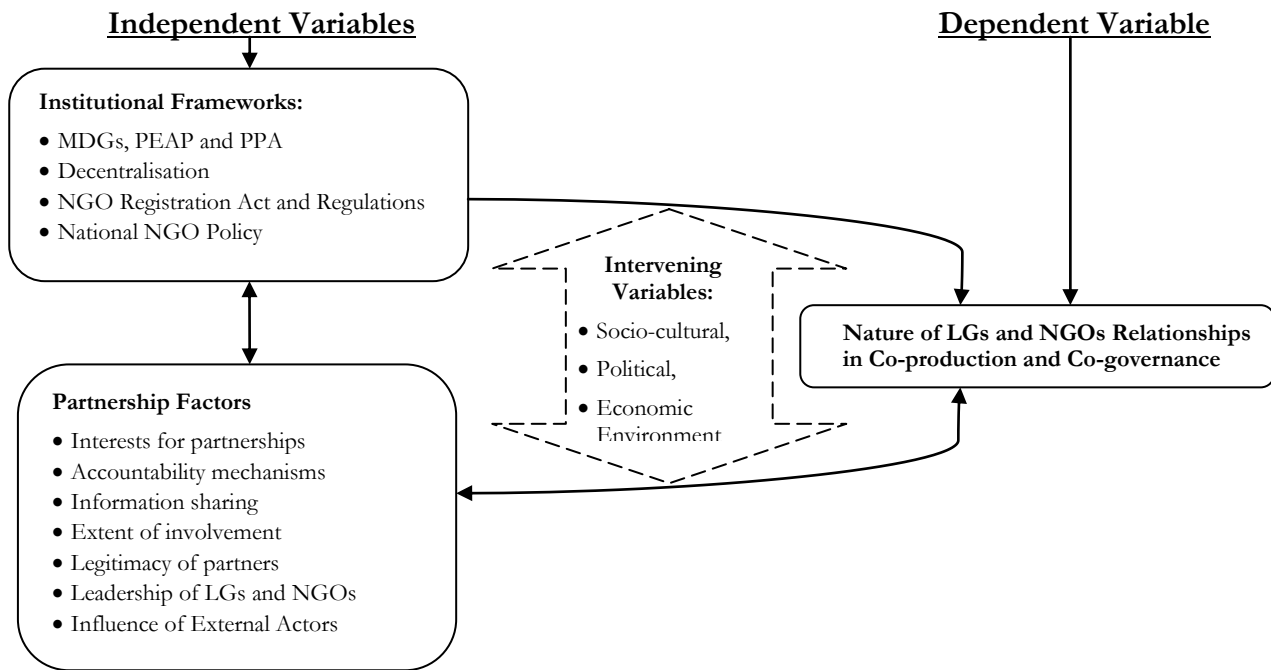 Independent Variables
Dependent Variable
Institutional Frameworks:
• MDGs, PEAP and PPA
• Decentralisation
• NGO Registration Act and Regulations
• National NGO Policy
Intervening
Variables:
• Socio-cultural,
• Political,
• Economic
Environment
Nature of LGs and NGOs Relationships
in Co-production and Co-governance
Partnership Factors
• Interests for partnerships
• Accountability mechanisms
• Information sharing
• Extent of involvement
• Legitimacy of partners
• Leadership of LGs and NGOs
• Influence of External Actors